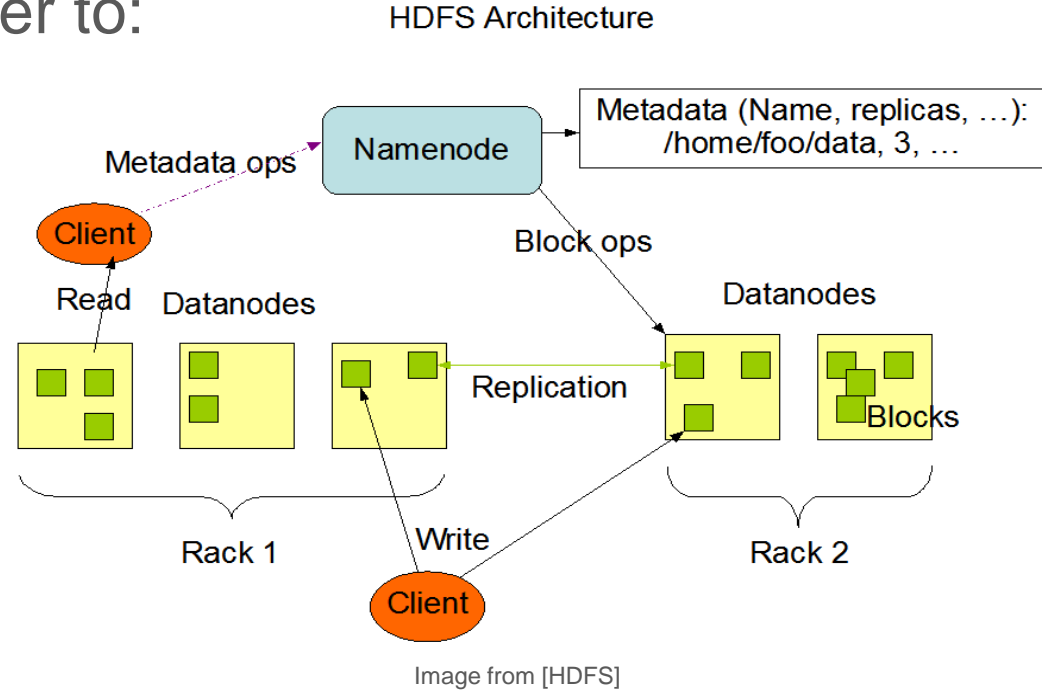 er to:
HDFS Architecture
Metadata (Name, replicas, …):
/home/foo/data, 3, …
Namenode
Metadata ops
Client
Block ops
Read
Datanodes
Datanodes
Replication
Blocks
Rack 1
Write
Rack 2
Client
Image from [HDFS]